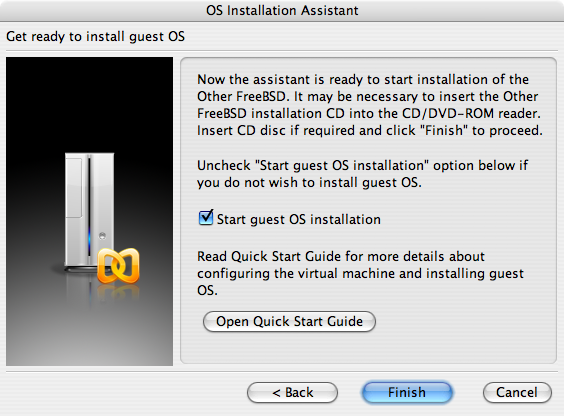 OS Installation Assistant
Get ready to install guest OS
Now the assistant is ready to start installation of the
Other FreeBSD. It may be necessary to insert the Other
FreeBSD installation CD into the CD/DVD-ROM reader.
Insert CD disc if required and click "Finish" to proceed.
Uncheck "Start guest OS installation" option below if
you do not wish to install guest OS.
Start guest OS installation
Read Quick Start Guide for more details about
configuring the virtual machine and installing guest
OS.
Open Quick Start Guide
< Back
Finish
Cancel